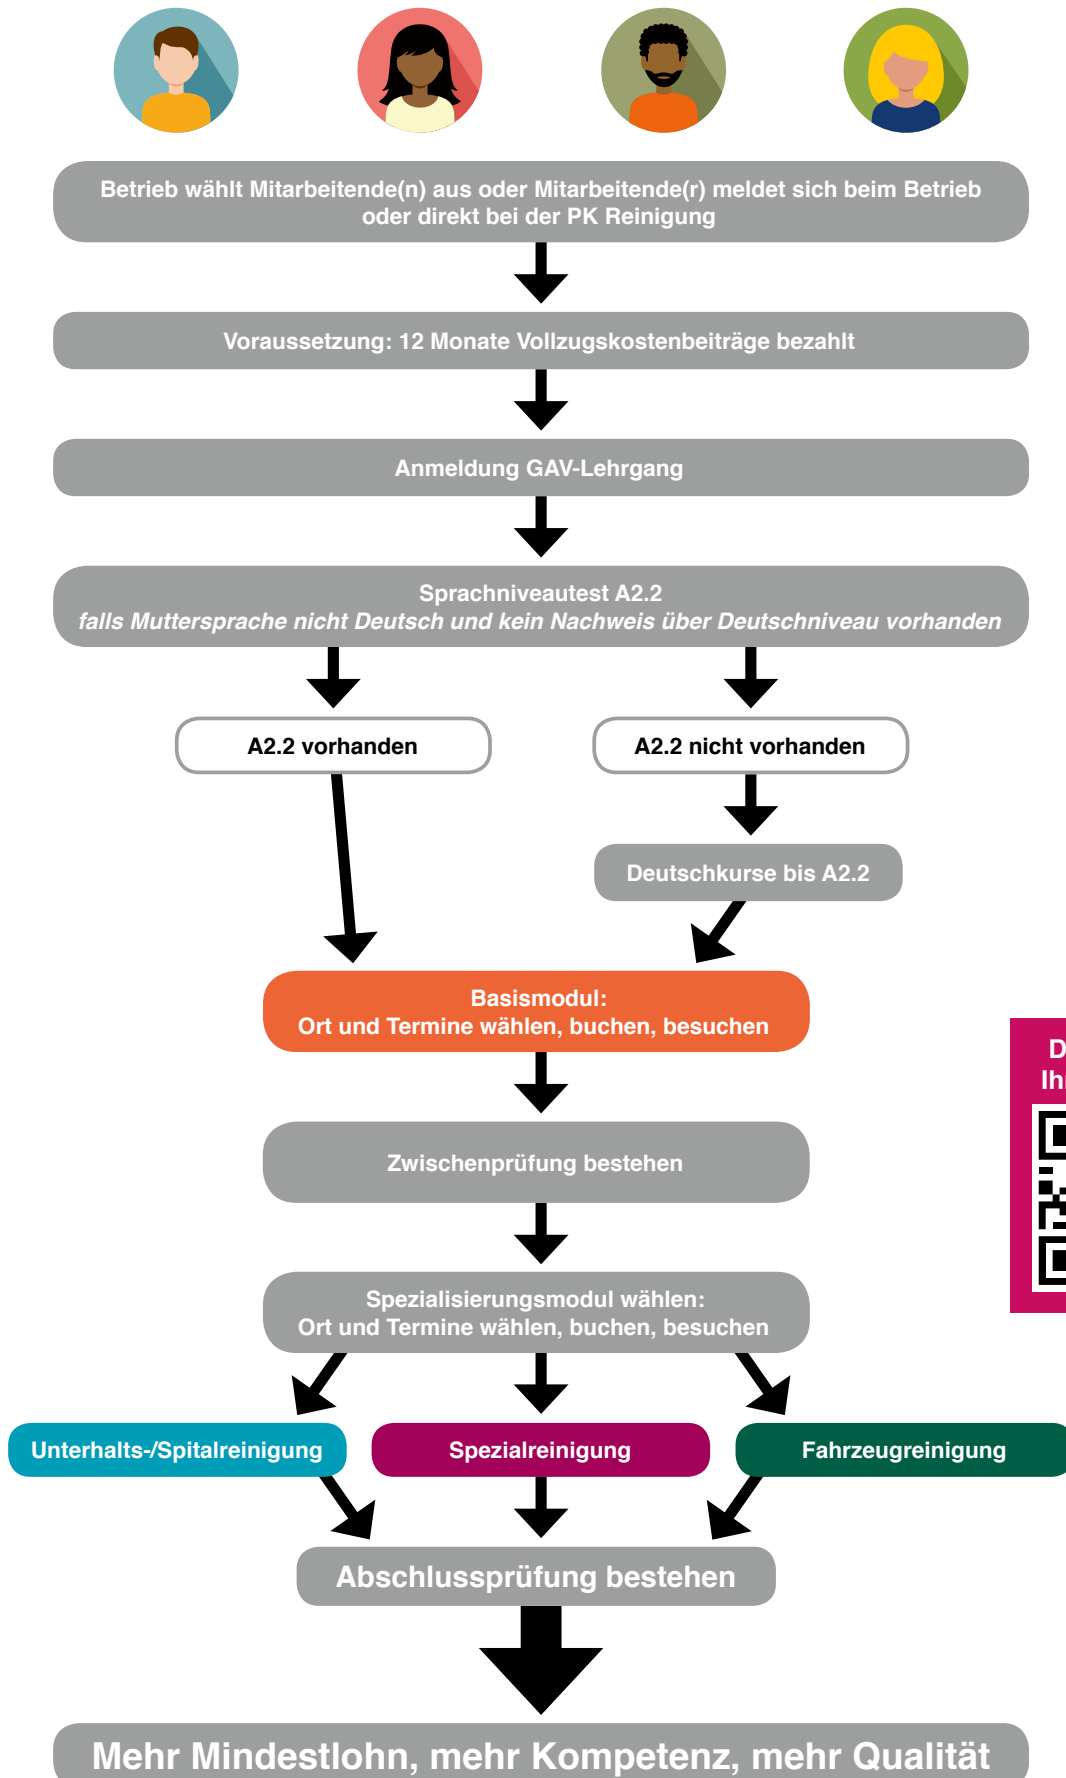 Betrieb wählt Mitarbeitende(n) aus oder Mitarbeitende(r) meldet sich beim Betrieb
oder direkt bei der PK Reinigung
Voraussetzung: 12 Monate Vollzugskostenbeiträge bezahlt
Anmeldung GAV-Lehrgang
Sprachniveautest A2.2
falls Muttersprache nicht Deutsch und kein Nachweis über Deutschniveau vorhanden
A2.2 vorhanden
A2.2 nicht vorhanden
Deutschkurse bis A2.2
Basismodul:
Ort und Termine wählen, buchen, besuchen
Zwischenprüfung bestehen
Spezialisierungsmodul wählen:
Ort und Termine wählen, buchen, besuchen
Unterhalts-/Spitalreinigung
Spezialreinigung
Fahrzeugreinigung
Abschlussprüfung bestehen
Mehr Mindestlohn, mehr Kompetenz, mehr Qualität